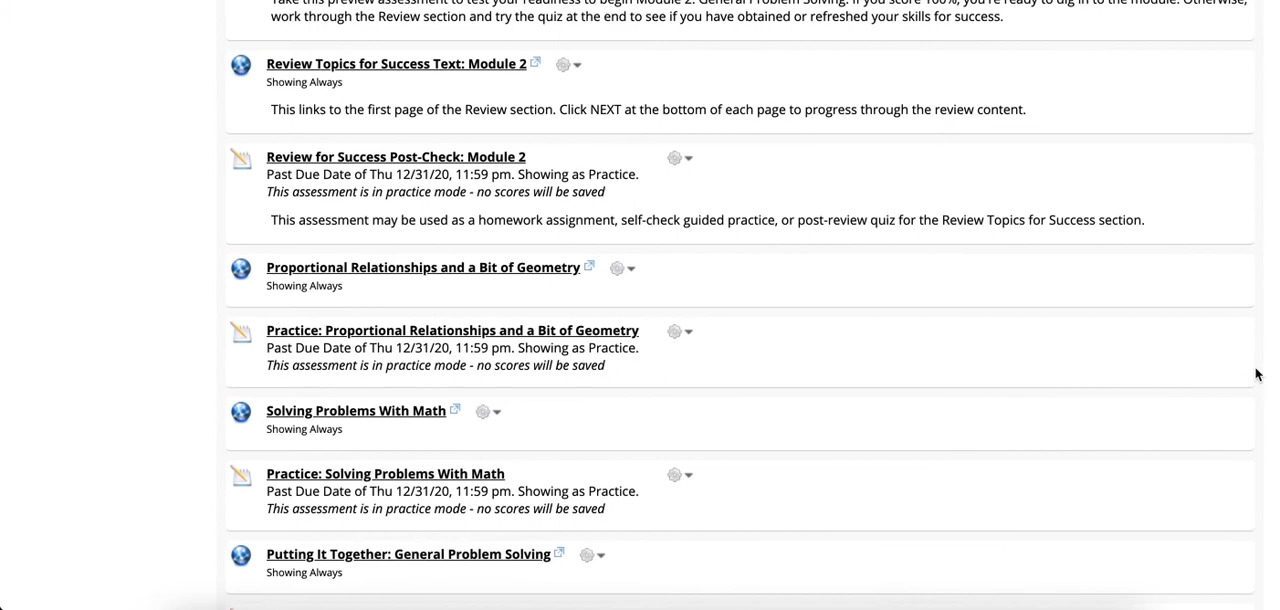 Take this preview assessment to test your readiness to begin Module 2: General Problem Solving. If you score 100%, you're ready to dig in to the module. Otherwise,
work through the Review section and try the quiz at the end to see if you have obtained or refreshed your skills for success.
Review Topics for Success Text: Module 2
Showing Always
This links to the first page of the Review section. Click NEXT at the bottom of each page to progress through the review content.
Review for Success Post-Check: Module 2
Past Due Date of Thu 12/31/20, 11:59 pm. Showing as Practice.
This assessment is in practice mode - no scores will be saved
This assessment may be used as a homework assignment, self-check guided practice, or post-review quiz for the Review Topics for Success section.
Proportional Relationships and a Bit of Geometry
Showing Always
Practice: Proportional Relationships and a Bit of Geometry
Past Due Date of Thu 12/31/20, 11:59 pm. Showing as Practice.
This assessment is in practice mode - no scores will be saved
Solving Problems With Math
Showing Always
Practice: Solving Problems With Math
Past Due Date of Thu 12/31/20, 11:59 pm. Showing as Practice.
This assessment is in practice mode - no scores will be saved
Putting It Together: General Problem Solving
Showing Always